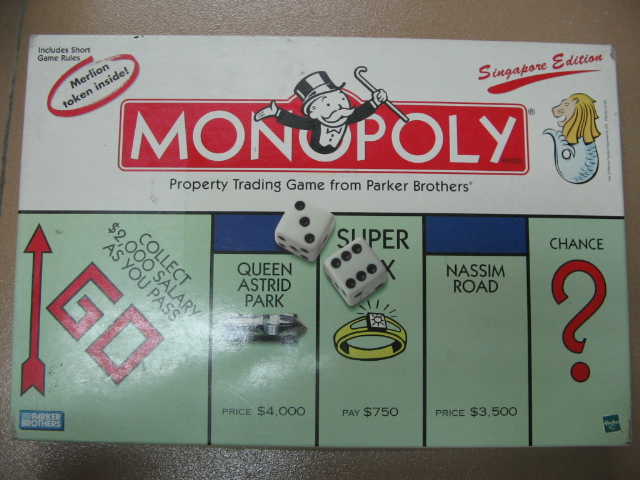 Includes Short
Game Rules
Merlion
token inside!
Singapore Edition
MONOPOLY®
Property Trading Game from Parker Brothers®
COLLECT
$2,000 SALARY
AS YOU PASS
GO
QUEEN
ASTRID
PARK
PRICE $4,000
SUPER
X
PAY $750
NASSIM
ROAD
PRICE $3,500
CHANCE
?
PARKER
BROTHERS
Hasbro